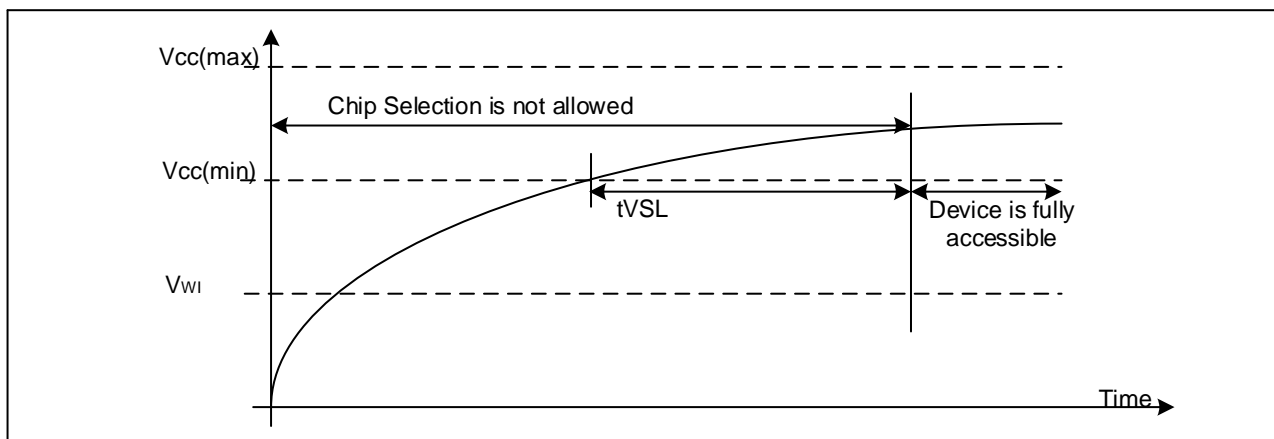 Vcc(max)
Chip Selection is not allowed
Vcc(min)
tVSL
Device is fully
accessible
VWI
Time